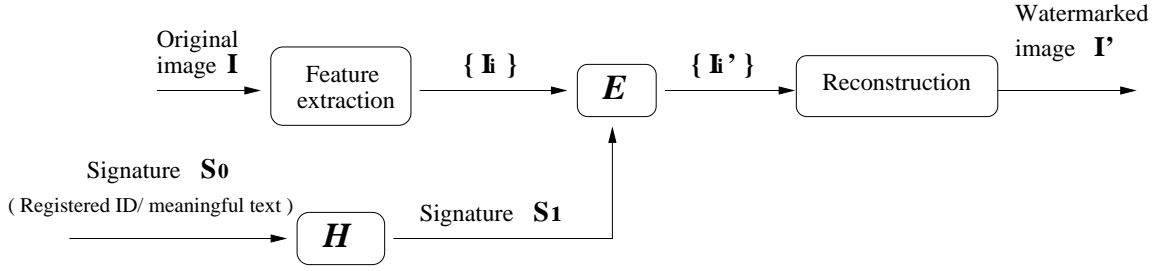 Original
image I
Feature
extraction
{ Ii }
E
{ Ii' }
Reconstruction
Watermarked
image I'
Signature S0
( Registered ID/ meaningful text )
H
Signature S1